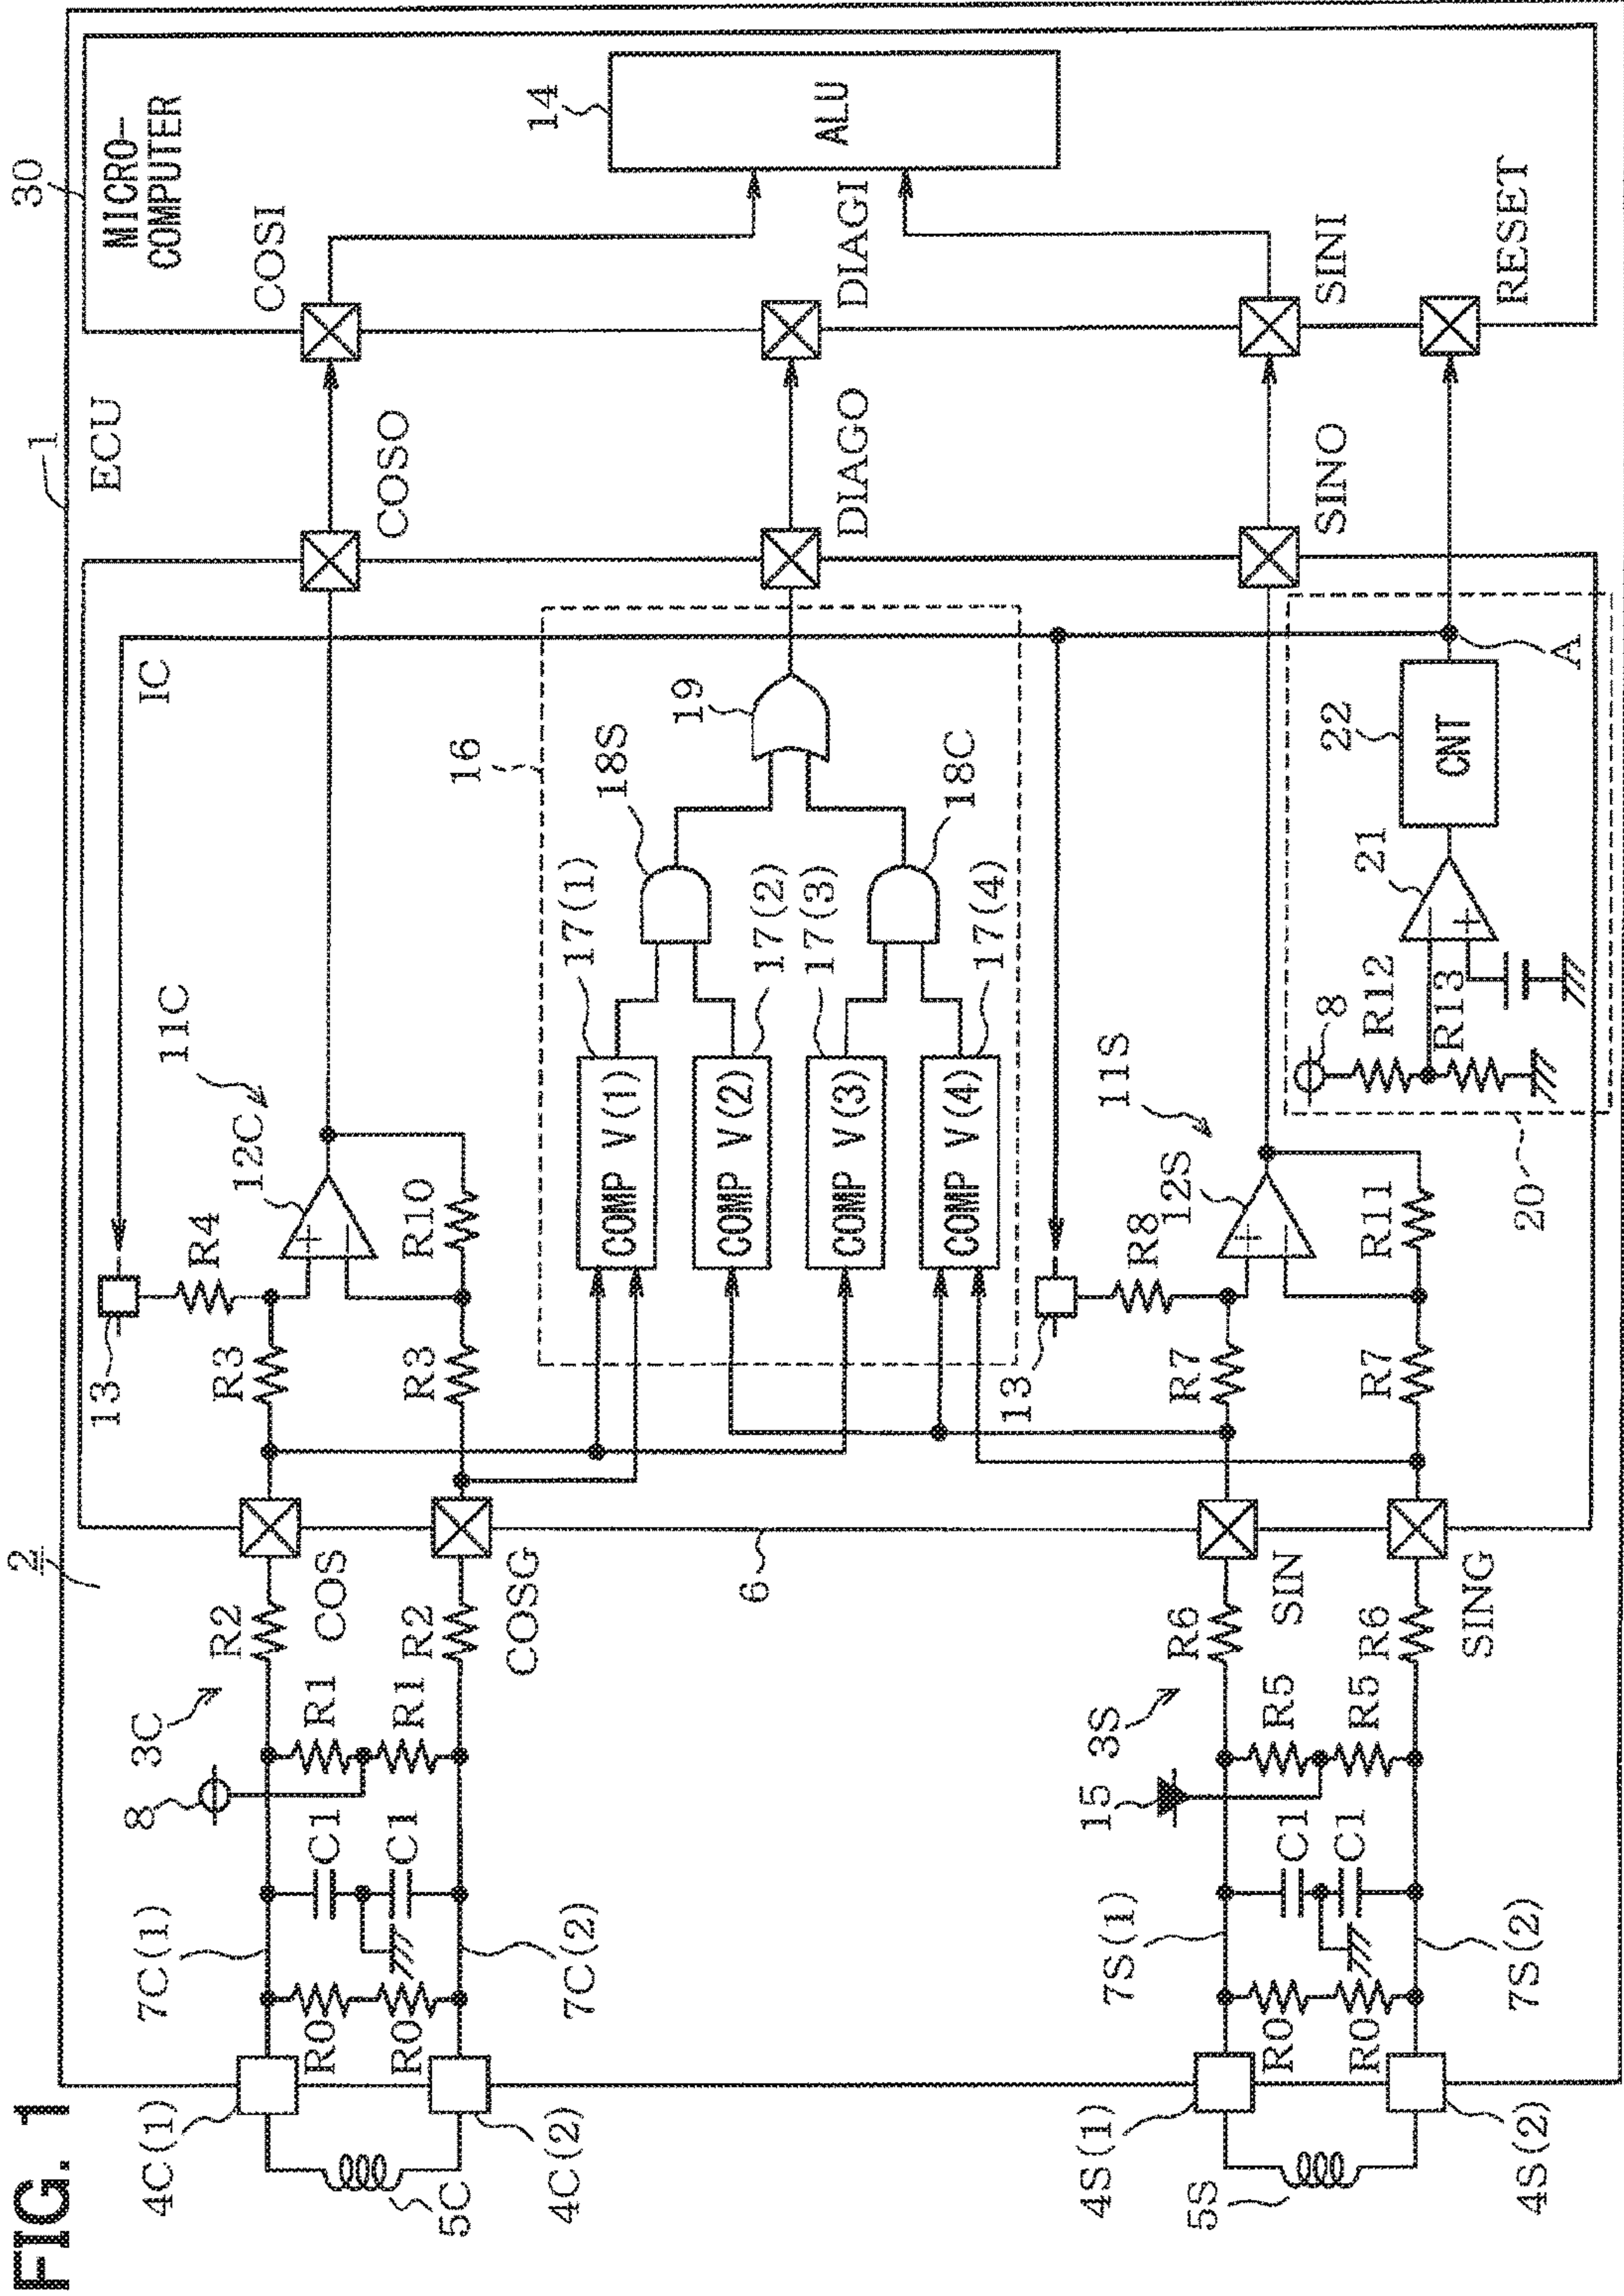 FIG. 1
2
1
ECU
30
MICRO-
COMPUTER
IC
13
R4
11C
12C
R3
R3
R10
COSO
COSI
14
ALU
4C(1)
7C(1)
8
3C
R2
COS
5C
R0
R0
C1
C1
R1
R1
R2
COSG
4C(2)
7C(2)
6
16
17(1)
COMP V(1)
18S
19
17(2)
COMP V(2)
17(3)
COMP V(3)
18C
17(4)
COMP V(4)
DIAGO
DIAGI
13
R8
11S
12S
R7
R7
R11
SINO
SINI
4S(1)
7S(1)
15
3S
R6
SIN
5S
R0
R0
C1
C1
R5
R5
R6
SING
4S(2)
7S(2)
20
8
R12
R13
21
22
CNT
A
RESET